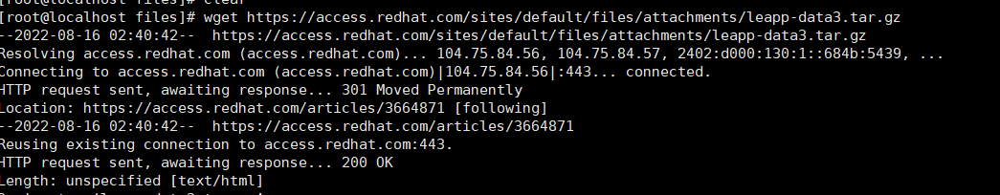 [root@localhost files]# clear
[root@localhost files]# wget https://access.redhat.com/sites/default/files/attachments/leapp-data3.tar.gz
--2022-08-16 02:40:42--  https://access.redhat.com/sites/default/files/attachments/leapp-data3.tar.gz
Resolving access.redhat.com (access.redhat.com)... 104.75.84.56, 104.75.84.57, 2402:d000:130:1::684b:5439, ...
Connecting to access.redhat.com (access.redhat.com)|104.75.84.56|:443... connected.
HTTP request sent, awaiting response... 301 Moved Permanently
Location: https://access.redhat.com/articles/3664871 [following]
--2022-08-16 02:40:42--  https://access.redhat.com/articles/3664871
Reusing existing connection to access.redhat.com:443.
HTTP request sent, awaiting response... 200 OK
Length: unspecified [text/html]